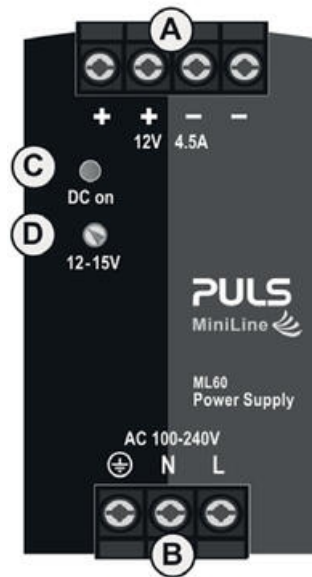 A
+ + − −
12V 4.5A
C
DC on
D
12-15V
PULS
MiniLine
ML60
Power Supply
AC 100-240V
N L
B